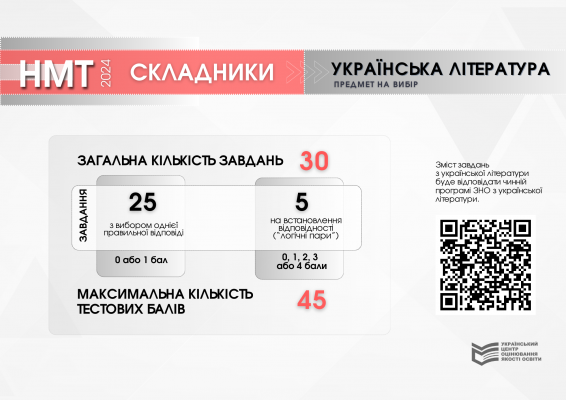 НМТ 2024 СКЛАДНИКИ
УКРАЇНСЬКА ЛІТЕРАТУРА
ПРЕДМЕТ НА ВИБІР
ЗАГАЛЬНА КІЛЬКІСТЬ ЗАВДАНЬ 30
ЗАВДАННЯ
25
з вибором однієї
правильної відповіді
0 або 1 бал
5
на встановлення
відповідності
("логічні пари")
0, 1, 2, 3
або 4 бали
МАКСИМАЛЬНА КІЛЬКІСТЬ
ТЕСТОВИХ БАЛІВ
45
Зміст завдань
з української літератури
буде відповідати чинній
програмі ЗНО з української
літератури.
УКРАЇНСЬКИЙ
ЦЕНТР
ОЦІНЮВАННЯ
ЯКОСТІ ОСВІТИ